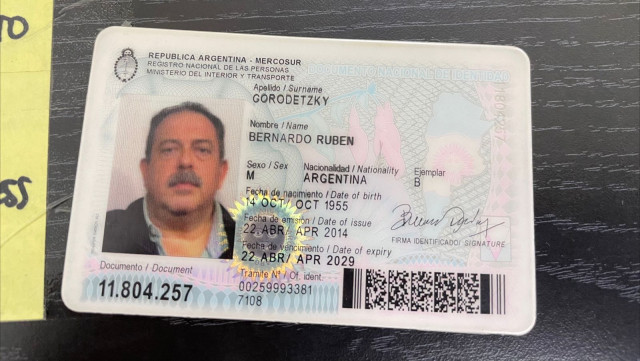 TO
ss
REPUBLICA ARGENTINA - MERCOSUR
REGISTRO NACIONAL DE LAS PERSONAS
MINISTERIO DEL INTERIOR Y TRANSPORTE
Apellido / Surname
GORODETZKY
Nombre / Name
BERNARDO RUBEN
Sexo / Sex Nacionalidad / Nationality Ejemplar
M ARGENTINA B
Fecha de nacimiento / Date of birth
14 OCT/ OCT 1955
Fecha de emisión / Date of issue
22 ABR/ APR 2014
Fecha de vencimiento / Date of expiry
22 ABR/ APR 2029
FIRMA IDENTIFICADO/ SIGNATURE
Documento / Document
11.804.257
Tramite Nº / Of. ident.
00259993381
7108